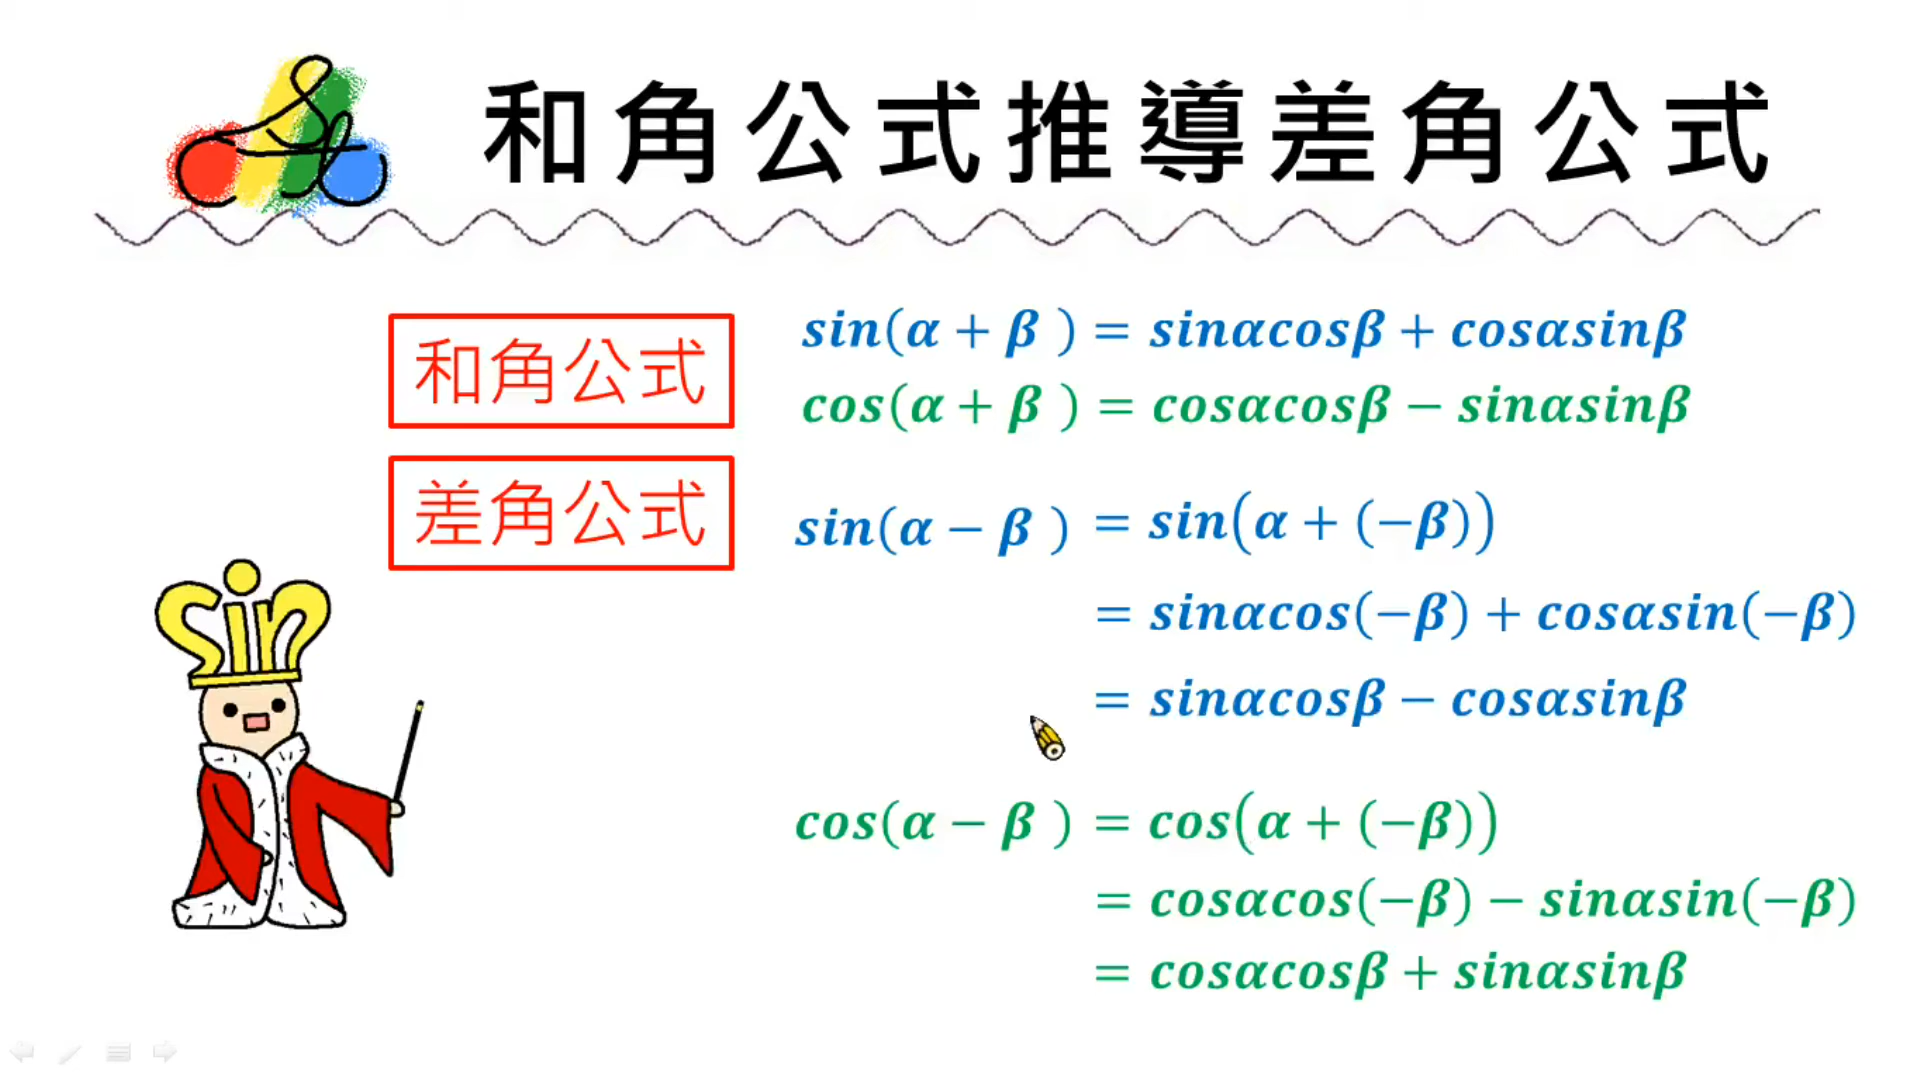 和角公式推導差角公式
和角公式
sin(α + β ) = sinαcosβ + cosαsinβ
cos(α + β ) = cosαcosβ − sinαsinβ
差角公式
sin(α − β ) = sin(α + (−β))
= sinαcos(−β) + cosαsin(−β)
= sinαcosβ − cosαsinβ
sin
cos(α − β ) = cos(α + (−β))
= cosαcos(−β) − sinαsin(−β)
= cosαcosβ + sinαsinβ